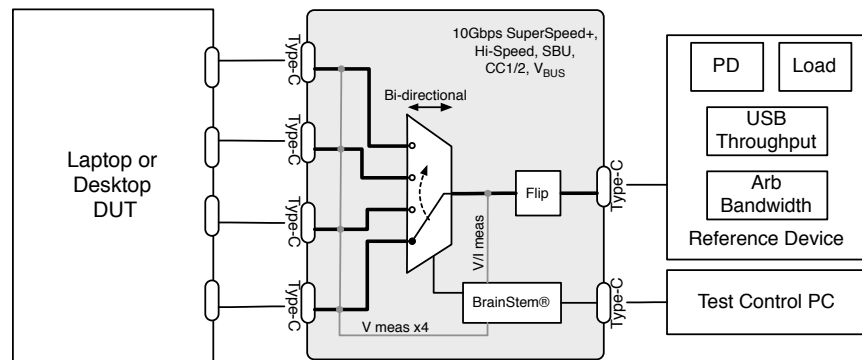 Laptop or
Desktop
DUT
Type-C
Type-C
Type-C
Type-C
10Gbps SuperSpeed+,
Hi-Speed, SBU,
CC1/2, VBUS
Bi-directional
Flip
V/I meas
BrainStem®
V meas x4
Type-C
Type-C
PD
Load
USB
Throughput
Arb
Bandwidth
Reference Device
Test Control PC